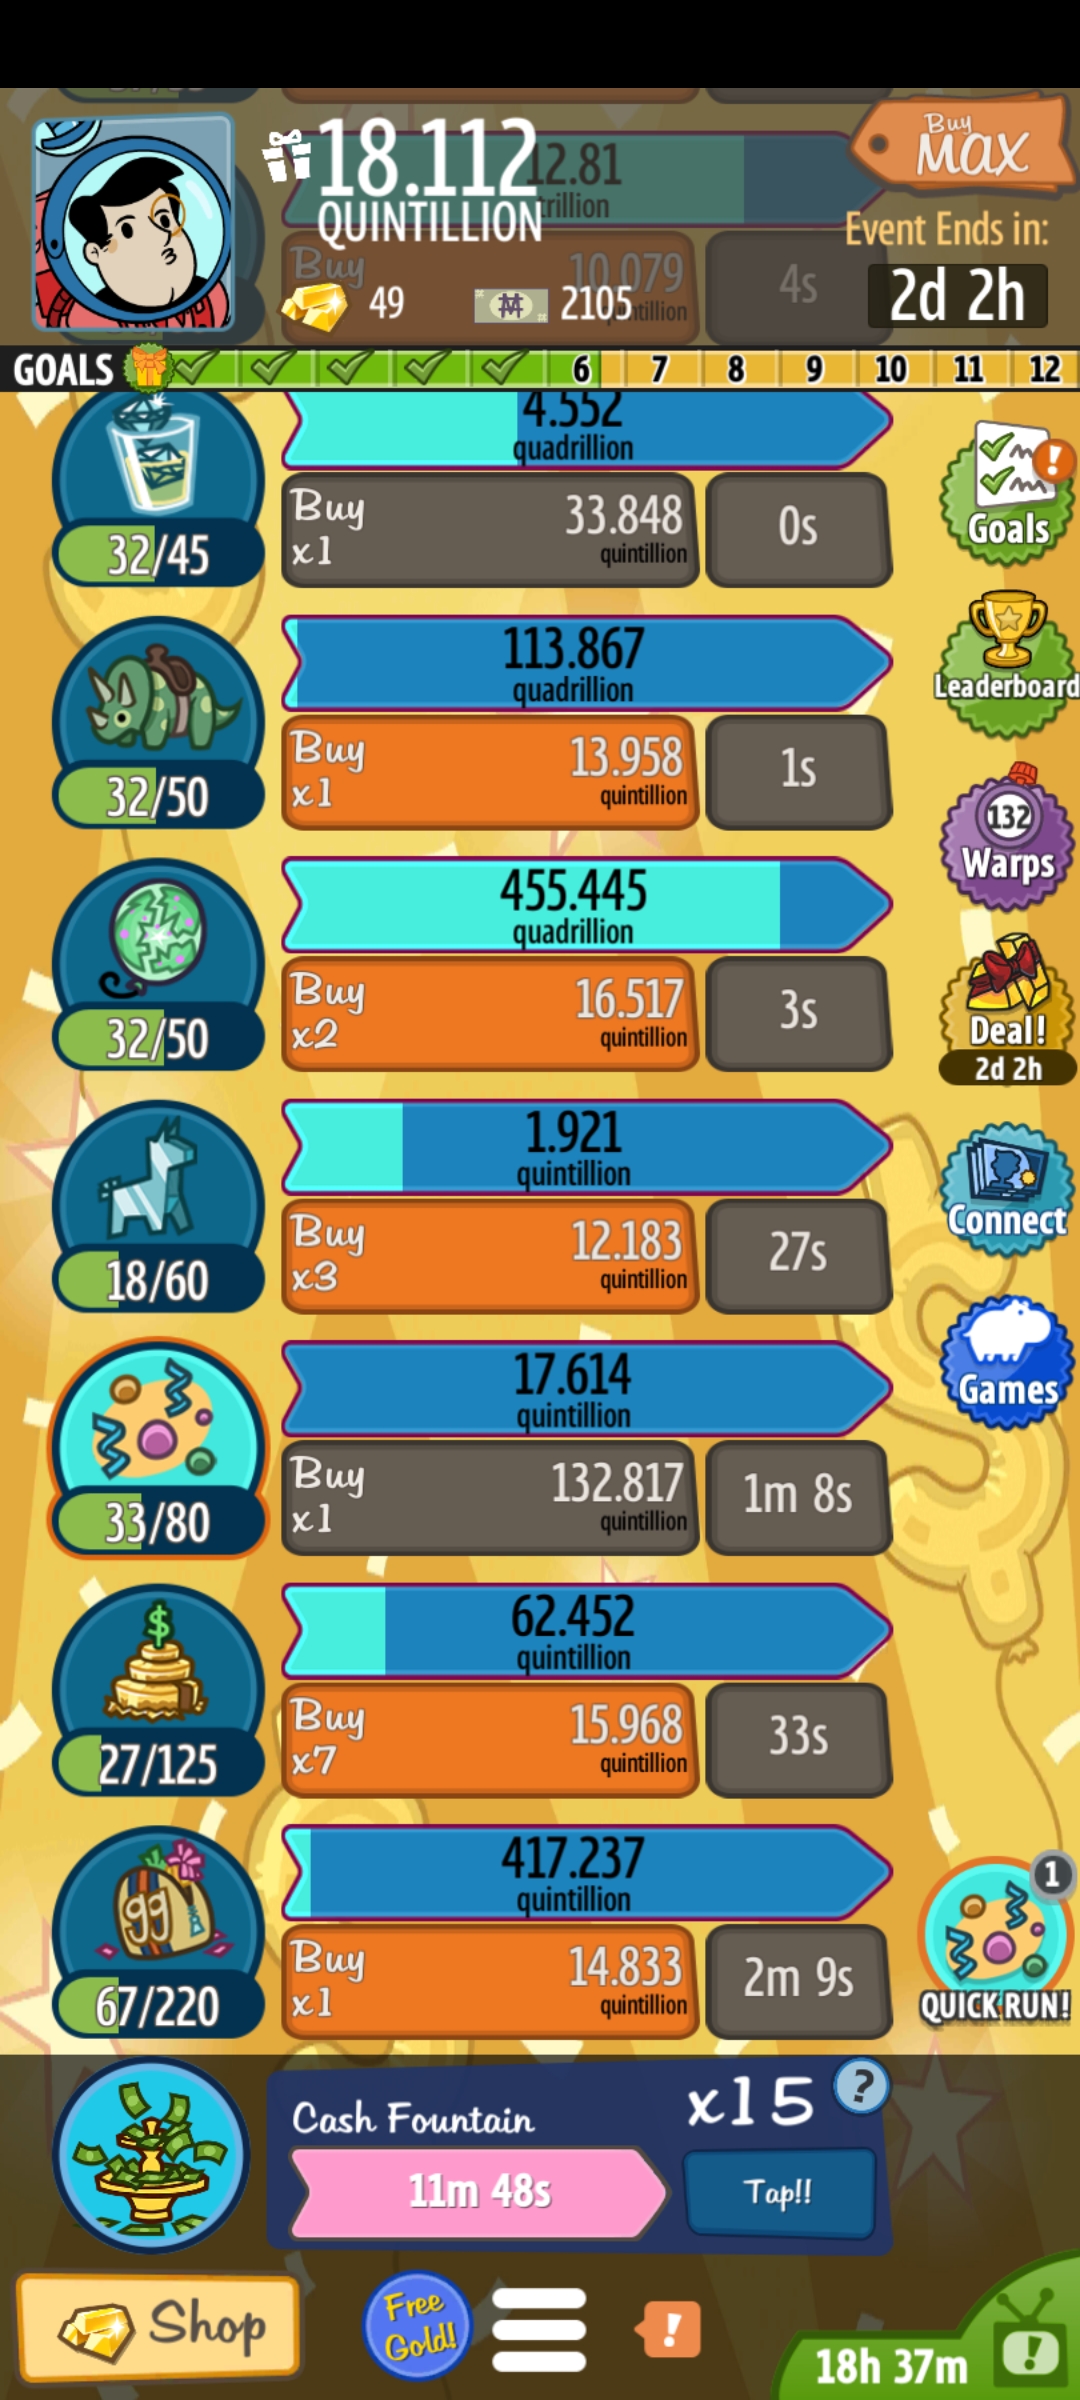 18.112
QUINTILLION
12.81
trillion
Buy
MAX
Event Ends in:
2d 2h
Buy
10.079
4s
49
2105
GOALS 6 7 8 9 10 11 12
4.552
quadrillion
32/45
Buy
x1
33.848
quintillion
0s
Goals
113.867
quadrillion
32/50
Buy
x1
13.958
quintillion
1s
Leaderboard
132
Warps
455.445
quadrillion
32/50
Buy
x2
16.517
quintillion
3s
Deal!
2d 2h
1.921
quintillion
18/60
Buy
x3
12.183
quintillion
27s
Connect
17.614
quintillion
33/80
Buy
x1
132.817
quintillion
1m 8s
Games
$
62.452
quintillion
27/125
Buy
x7
15.968
quintillion
33s
99
417.237
quintillion
67/220
Buy
x1
14.833
quintillion
2m 9s
1
QUICK RUN!
Cash Fountain
x15
?
11m 48s
Tap!!
Shop
Free
Gold!
!
18h 37m
!